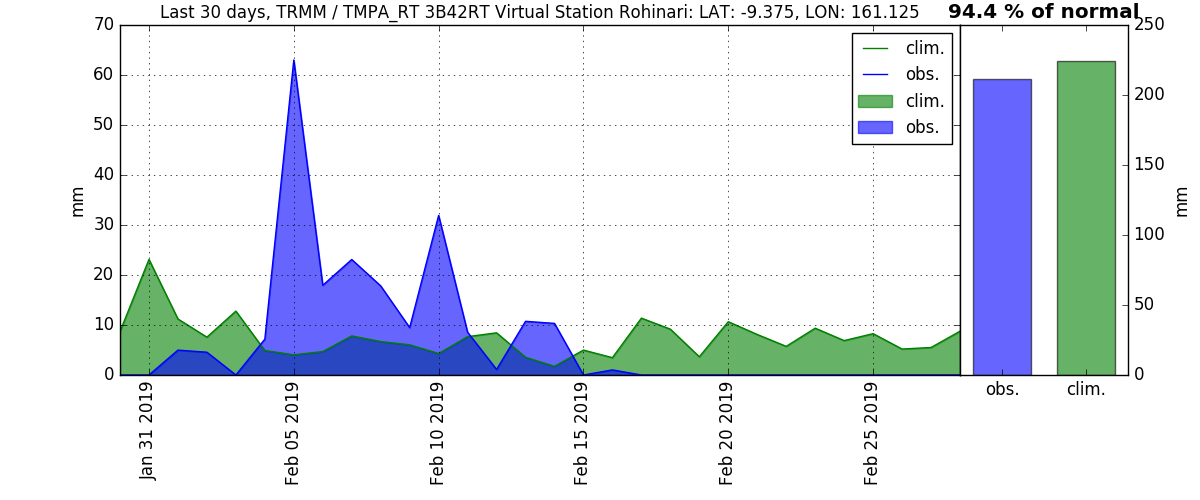 Last 30 days, TRMM / TMPA_RT 3B42RT Virtual Station Rohinari: LAT: -9.375, LON: 161.125
94.4 % of normal
70
60
50
40
30
20
10
0
mm
clim.
obs.
clim.
obs.
Jan 31 2019
Feb 05 2019
Feb 10 2019
Feb 15 2019
Feb 20 2019
Feb 25 2019
250
200
150
100
50
0
mm
obs.
clim.